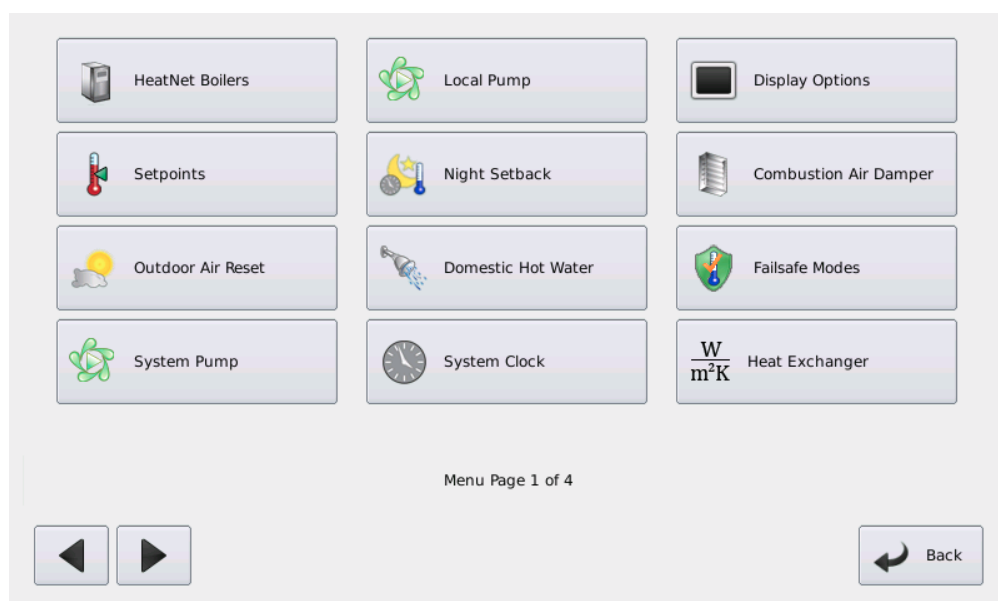 HeatNet Boilers
Local Pump
Display Options
Setpoints
Night Setback
Combustion Air Damper
Outdoor Air Reset
Domestic Hot Water
Failsafe Modes
System Pump
System Clock
W
m²K
Heat Exchanger
Menu Page 1 of 4
Back